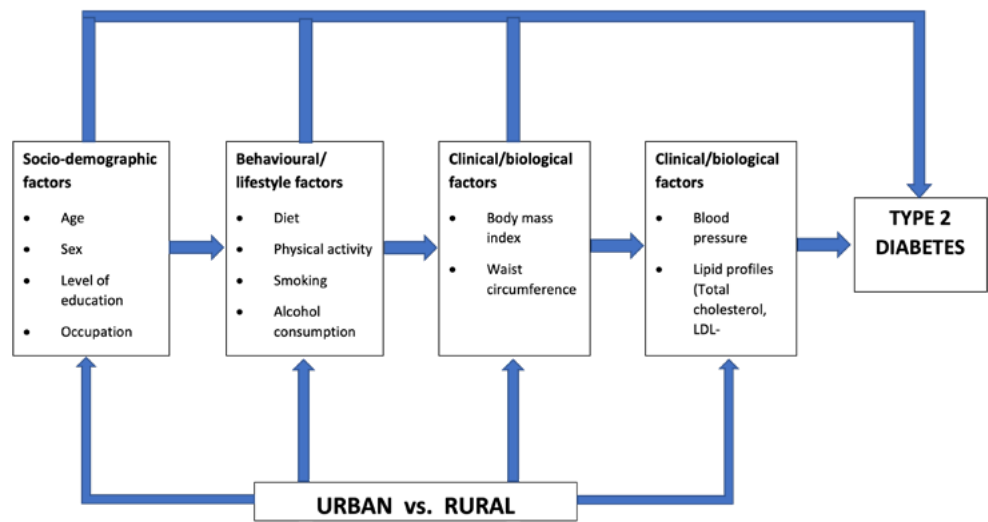 Socio-demographic
factors
• Age
• Sex
• Level of
education
• Occupation
Behavioural/
lifestyle factors
• Diet
• Physical activity
• Smoking
• Alcohol
consumption
Clinical/biological
factors
• Body mass
index
• Waist
circumference
Clinical/biological
factors
• Blood
pressure
• Lipid profiles
(Total
cholesterol,
LDL-
TYPE 2
DIABETES
URBAN vs. RURAL